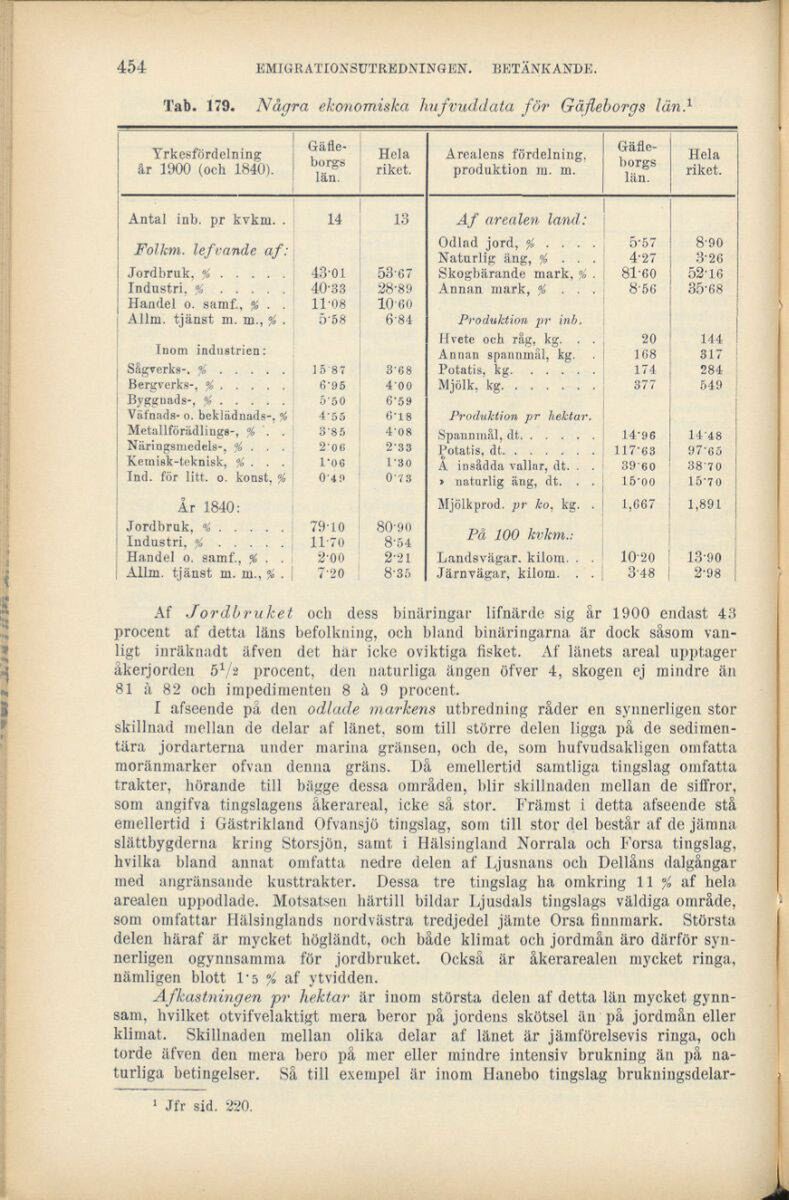 454 EMIGRATIONSUTREDNINGEN. BETÄNKANDE.
Tab. 179. Några ekonomiska hufvuddata för Gäfleborgs län.¹
Yrkesfördelning år 1900 (och 1840). Gäfle-borgs län. Hela riket.
Antal inb. pr kvkm. . 14 13
Folkm. lefvande af:
Jordbruk, % . . . . . 43·01 53·67
Industri, % . . . . . 40·33 28·89
Handel o. samf., % . . 11·08 10·60
Allm. tjänst m. m., % . 5·58 6·84
Inom industrien:
Sågverks-, % . . . . . 15·87 3·68
Bergverks-, % . . . . . 6·95 4·00
Byggnads-, % . . . . . 5·50 6·59
Väfnads- o. beklädnads-, % 4·55 6·18
Metallförädlings-, % . . 3·85 4·08
Näringsmedels-, % . . . 2·06 2·33
Kemisk-teknisk, % . . . 1·06 1·30
Ind. för litt. o. konst, % 0·49 0·73
År 1840:
Jordbruk, % . . . . . 79·10 80·90
Industri, % . . . . . 11·70 8·54
Handel o. samf., % . . 2·00 2·21
Allm. tjänst m. m., % . 7·20 8·35
Arealens fördelning, produktion m. m. Gäfle-borgs län. Hela riket.
Af arealen land:
Odlad jord, % . . . . 5·57 8·90
Naturlig äng, % . . . 4·27 3·26
Skogbärande mark, % . 81·60 52·16
Annan mark, % . . . 8·56 35·68
Produktion pr inb.
Hvete och råg, kg. . . 20 144
Annan spannmål, kg. . 168 317
Potatis, kg. . . . . . 174 284
Mjölk, kg. . . . . . . 377 549
Produktion pr hektar.
Spannmål, dt. . . . . . 14·96 14·48
Potatis, dt. . . . . . . 117·63 97·65
Å insådda vallar, dt. . . 39·60 38·70
» naturlig äng, dt. . . 15·00 15·70
Mjölkprod. pr ko, kg. . 1,667 1,891
På 100 kvkm.:
Landsvägar, kilom. . . 10·20 13·90
Järnvägar, kilom. . . . 3·48 2·98
Af Jordbruket och dess binäringar lifnärde sig år 1900 endast 43
procent af detta läns befolkning, och bland binäringarna är dock såsom van-
ligt inräknadt äfven det här icke oviktiga fisket. Af länets areal upptager
åkerjorden 5¹/₂ procent, den naturliga ängen öfver 4, skogen ej mindre än
81 à 82 och impedimenten 8 à 9 procent.
I afseende på den odlade markens utbredning råder en synnerligen stor
skillnad mellan de delar af länet, som till större delen ligga på de sedimen-
tära jordarterna under marina gränsen, och de, som hufvudsakligen omfatta
moränmarker ofvan denna gräns. Då emellertid samtliga tingslag omfatta
trakter, hörande till bägge dessa områden, blir skillnaden mellan de siffror,
som angifva tingslagens åkerareal, icke så stor. Främst i detta afseende stå
emellertid i Gästrikland Ofvansjö tingslag, som till stor del består af de jämna
slättbygderna kring Storsjön, samt i Hälsingland Norrala och Forsa tingslag,
hvilka bland annat omfatta nedre delen af Ljusnans och Dellåns dalgångar
med angränsande kusttrakter. Dessa tre tingslag ha omkring 11 % af hela
arealen uppodlade. Motsatsen härtill bildar Ljusdals tingslags väldiga område,
som omfattar Hälsinglands nordvästra tredjedel jämte Orsa finnmark. Största
delen häraf är mycket högländt, och både klimat och jordmån äro därför syn-
nerligen ogynnsamma för jordbruket. Också är åkerarealen mycket ringa,
nämligen blott 1·5 % af ytvidden.
Afkastningen pr hektar är inom största delen af detta län mycket gynn-
sam, hvilket otvifvelaktigt mera beror på jordens skötsel än på jordmån eller
klimat. Skillnaden mellan olika delar af länet är jämförelsevis ringa, och
torde äfven den mera bero på mer eller mindre intensiv brukning än på na-
turliga betingelser. Så till exempel är inom Hanebo tingslag brukningsdelar-
¹ Jfr sid. 220.